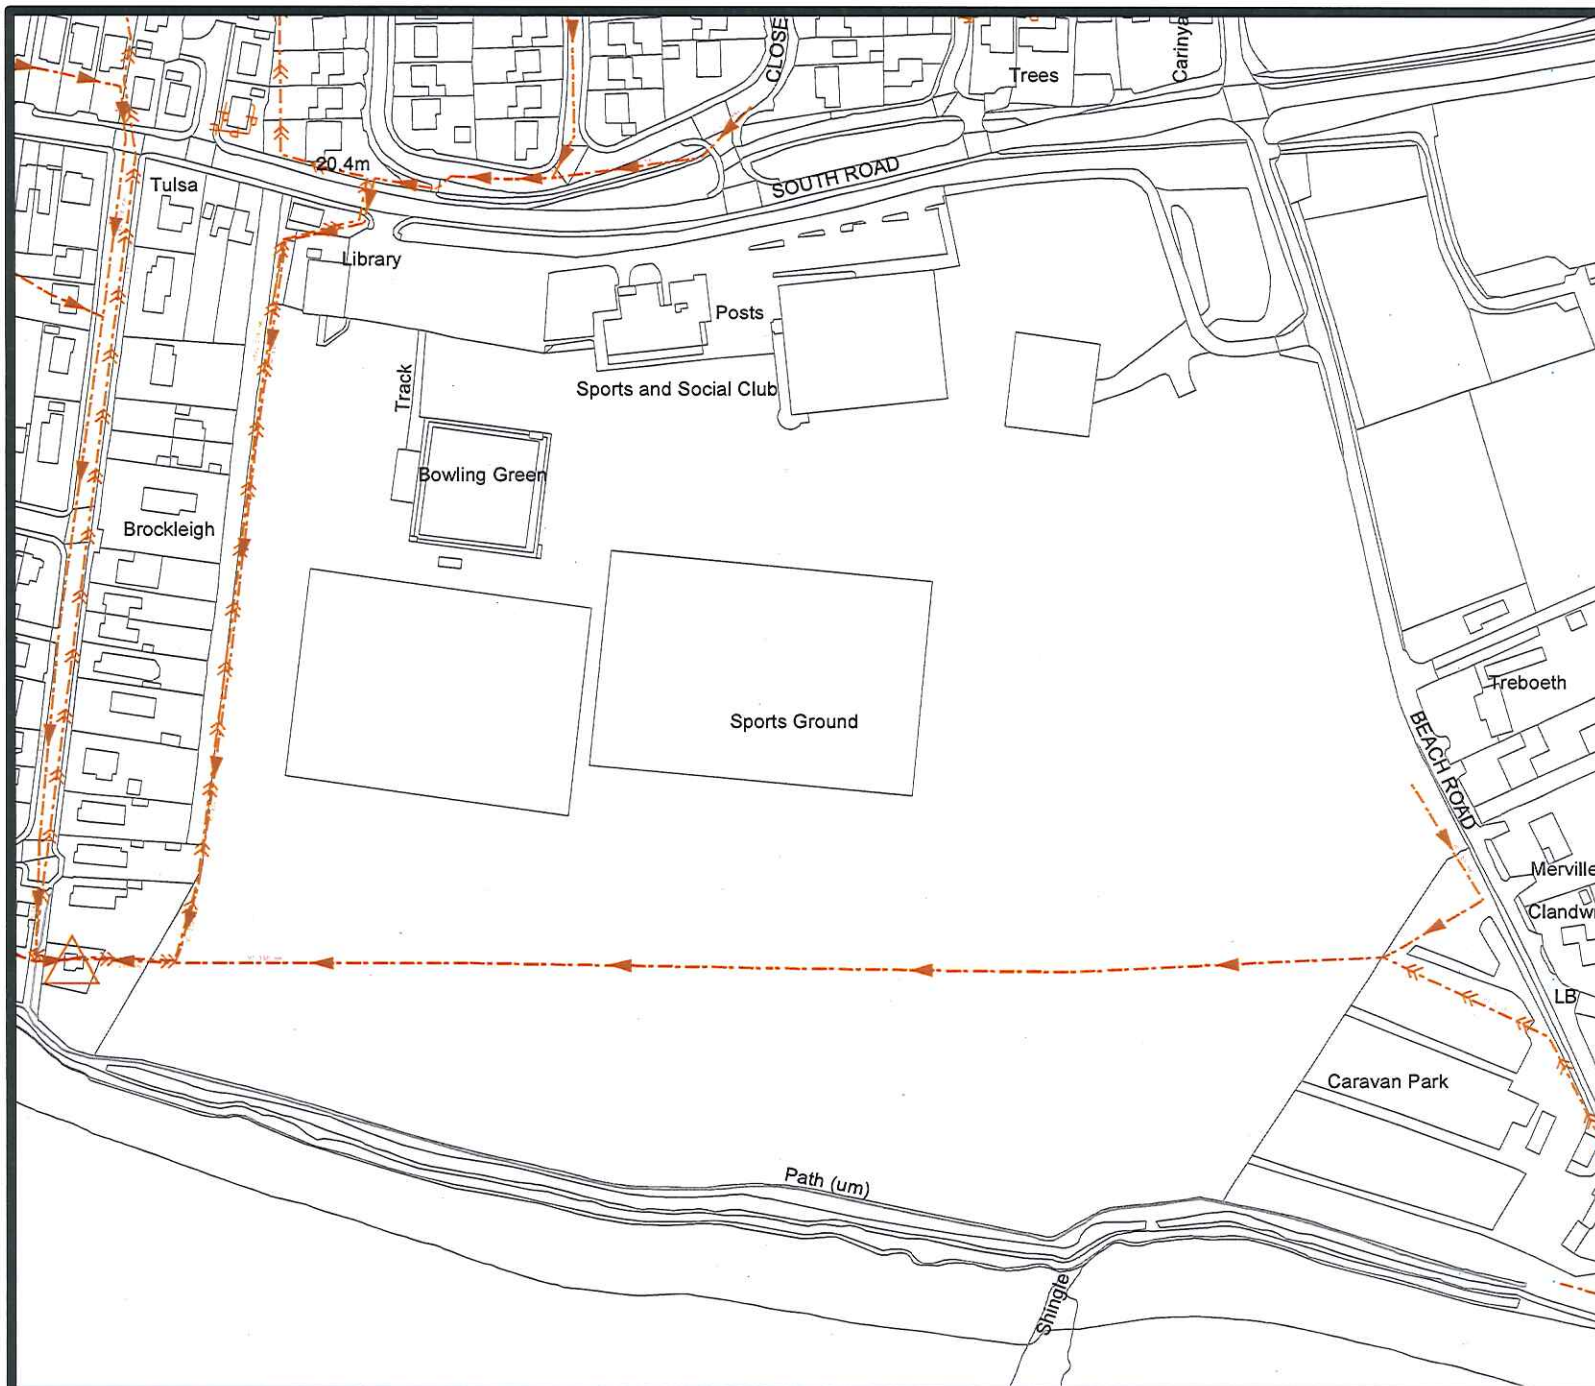 CLOSE
Trees
Carinya
20.4m
Tulsa
SOUTH ROAD
Library
Posts
Track
Sports and Social Club
Bowling Green
Brockleigh
Sports Ground
Treboeth
BEACH ROAD
Merville
Clandw
LB
Caravan Park
Path (um)
Shingle